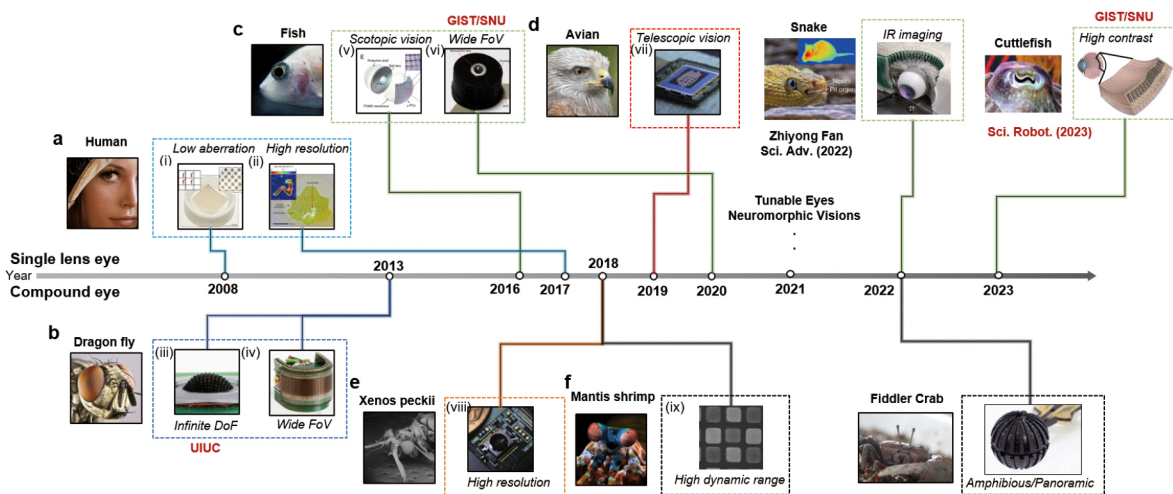 c
Fish
GIST/SNU
(v)
Scotopic vision
(vi)
Wide FoV
d
Avian
Telescopic vision
(vii)
Snake
IR imaging
Cuttlefish
GIST/SNU
High contrast
Zhiyong Fan
Sci. Adv. (2022)
Sci. Robot. (2023)
a
Human
Low aberration
(i)
High resolution
(ii)
Tunable Eyes
Neuromorphic Visions
Single lens eye
Year
Compound eye
2008
2013
2016
2017
2018
2019
2020
2021
2022
2023
b
Dragon fly
(iii)
(iv)
Infinite DoF
Wide FoV
UIUC
e
Xenos peckii
(viii)
High resolution
f
Mantis shrimp
(ix)
High dynamic range
Fiddler Crab
Amphibious/Panoramic